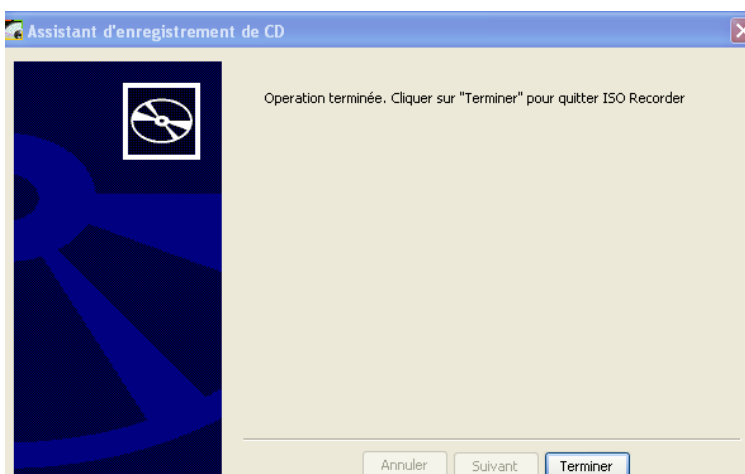 Assistant d'enregistrement de CD
Operation terminée. Cliquer sur "Terminer" pour quitter ISO Recorder
Annuler Suivant Terminer